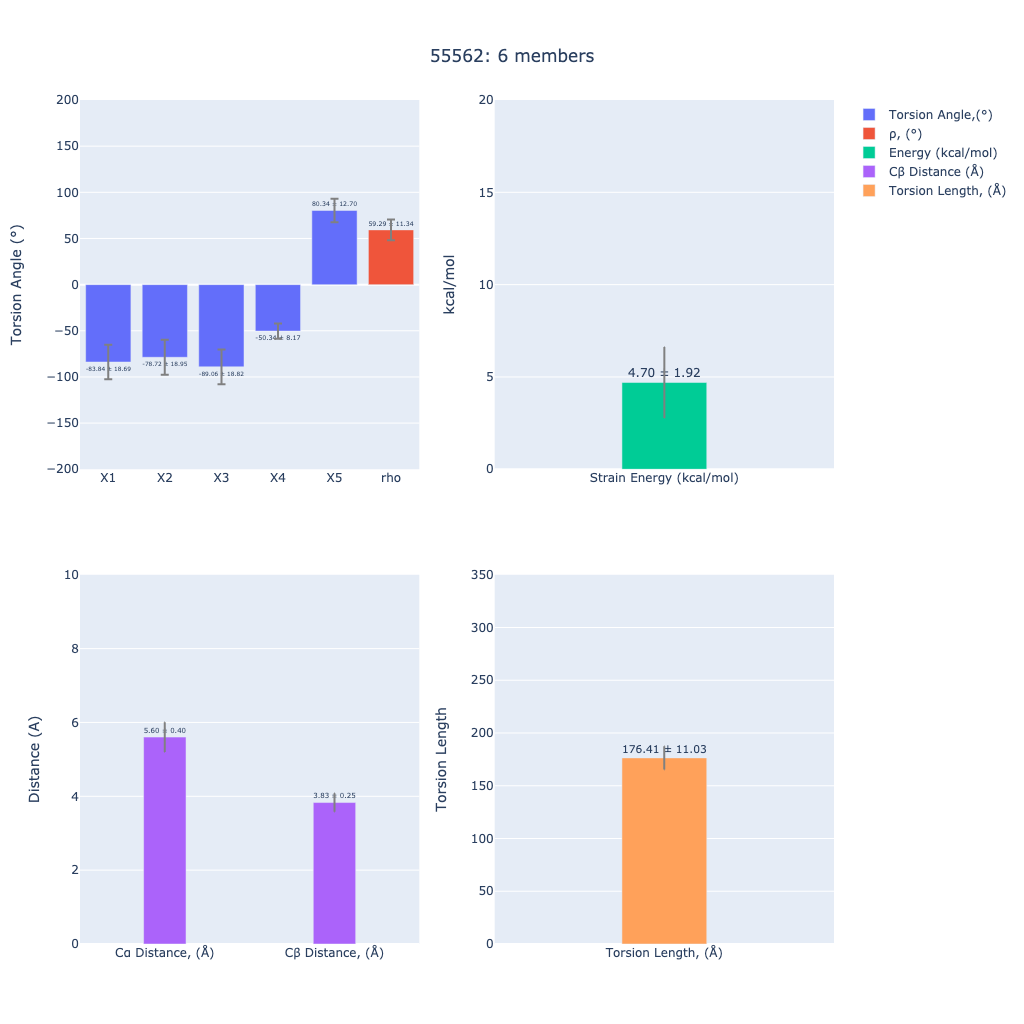 55562: 6 members
200
150
100
50
0
−50
−100
−150
−200
Torsion Angle (°)
-83.84 ± 18.69
-78.72 ± 18.95
-89.06 ± 18.82
-50.34 ± 8.17
80.34 ± 12.70
59.29 ± 11.34
X1 X2 X3 X4 X5 rho
20
15
10
5
0
kcal/mol
4.70 ± 1.92
Strain Energy (kcal/mol)
Torsion Angle,(°)
ρ, (°)
Energy (kcal/mol)
Cβ Distance (Å)
Torsion Length, (Å)
10
8
6
4
2
0
Distance (A)
5.60 ± 0.40
3.83 ± 0.25
Cα Distance, (Å) Cβ Distance, (Å)
350
300
250
200
150
100
50
0
Torsion Length
176.41 ± 11.03
Torsion Length, (Å)